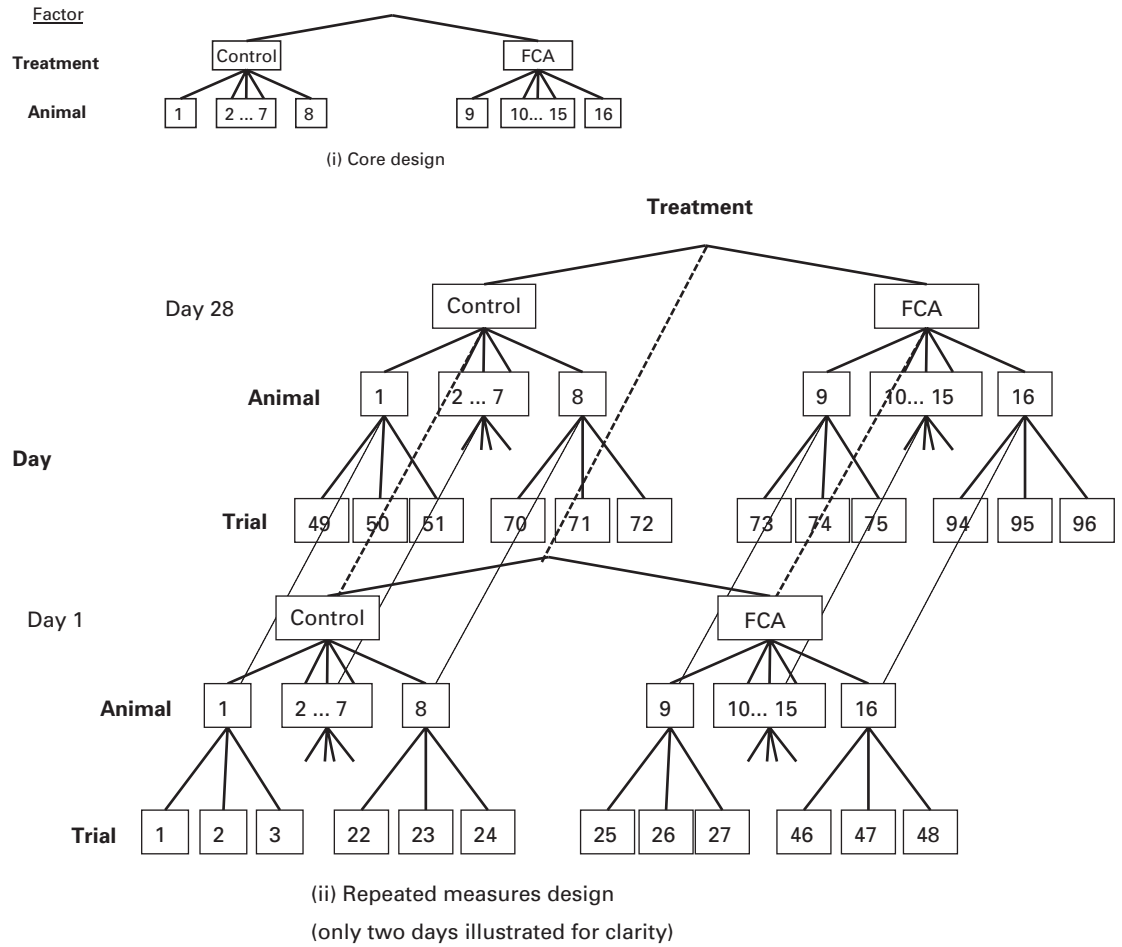 Factor
Treatment Control FCA
Animal 1 2 ... 7 8 9 10... 15 16
(i) Core design
Treatment
Day 28 Control FCA
Animal 1 2 ... 7 8 9 10... 15 16
Day
Trial 49 50 51 70 71 72 73 74 75 94 95 96
Day 1 Control FCA
Animal 1 2 ... 7 8 9 10... 15 16
Trial 1 2 3 22 23 24 25 26 27 46 47 48
(ii) Repeated measures design
(only two days illustrated for clarity)